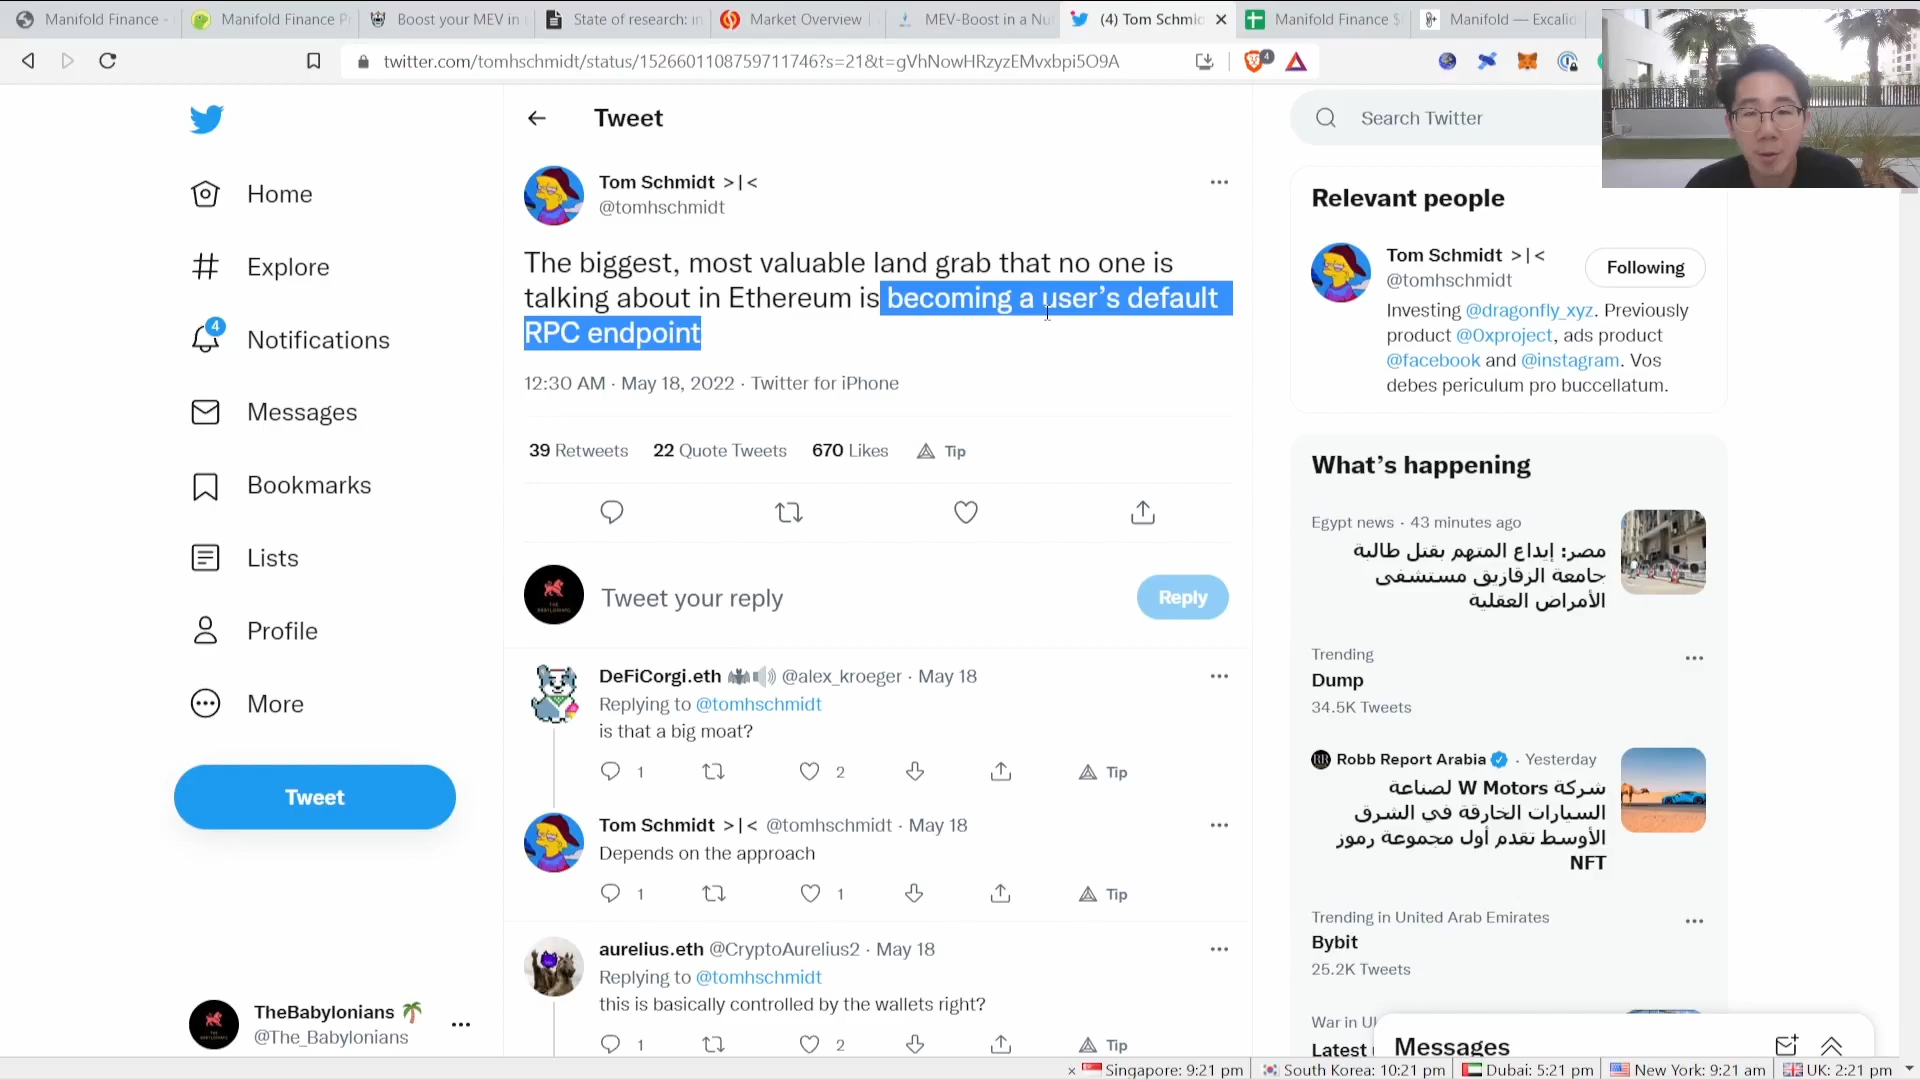 Manifold Finance -
Manifold Finance Pr
Boost your MEV in
State of research: in
Market Overview
MEV-Boost in a Nu
(4) Tom Schmid
Manifold Finance $
Manifold — Excalid
twitter.com/tomhschmidt/status/1526601108759711746?s=21&t=gVhNowHRzyzEMvxbpi5O9A
4
Home
Explore
4
Notifications
Messages
Bookmarks
Lists
Profile
More
Tweet
TheBabylonians
@The_Babylonians
Tweet
Tom Schmidt >|<
@tomhschmidt
The biggest, most valuable land grab that no one is
talking about in Ethereum is becoming a user’s default
RPC endpoint
12:30 AM · May 18, 2022 · Twitter for iPhone
39 Retweets 22 Quote Tweets 670 Likes Tip
Tweet your reply
Reply
DeFiCorgi.eth @alex_kroeger · May 18
Replying to @tomhschmidt
is that a big moat?
1 2 Tip
Tom Schmidt >|< @tomhschmidt · May 18
Depends on the approach
1 1 Tip
aurelius.eth @CryptoAurelius2 · May 18
Replying to @tomhschmidt
this is basically controlled by the wallets right?
1 2 Tip
Search Twitter
Relevant people
Tom Schmidt >|<
@tomhschmidt
Following
Investing @dragonfly_xyz. Previously
product @0xproject, ads product
@facebook and @instagram. Vos
debes periculum pro buccellatum.
What’s happening
Egypt news · 43 minutes ago
مصر: إيداع المتهم بقتل طالبة
جامعة الزقازيق مستشفى
الأمراض العقلية
Trending
Dump
34.5K Tweets
Robb Report Arabia · Yesterday
شركة W Motors لصناعة
السيارات الخارقة في الشرق
الأوسط تقدم أول مجموعة رموز
NFT
Trending in United Arab Emirates
Bybit
25.2K Tweets
War in
Latest
Messages
Singapore: 9:21 pm
South Korea: 10:21 pm
Dubai: 5:21 pm
New York: 9:21 am
UK: 2:21 pm